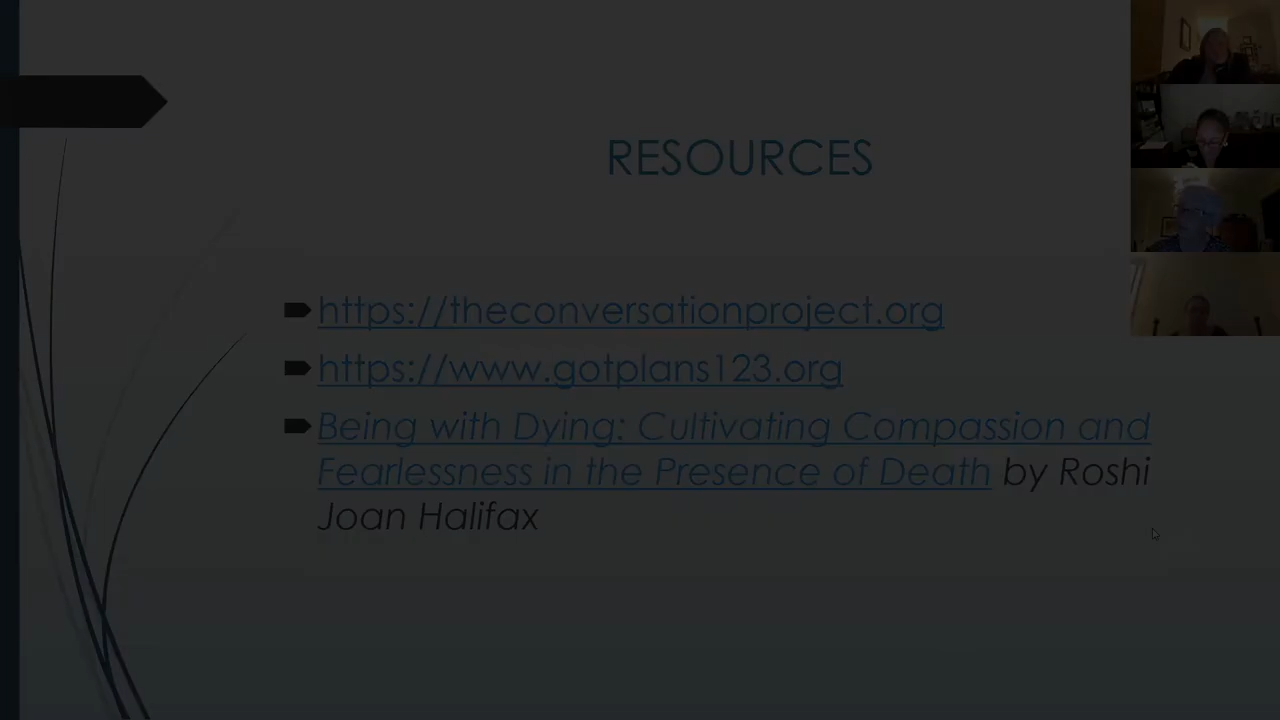 RESOURCES
https://theconversationproject.org
https://www.gotplans123.org
Being with Dying: Cultivating Compassion and
Fearlessness in the Presence of Death by Roshi
Joan Halifax